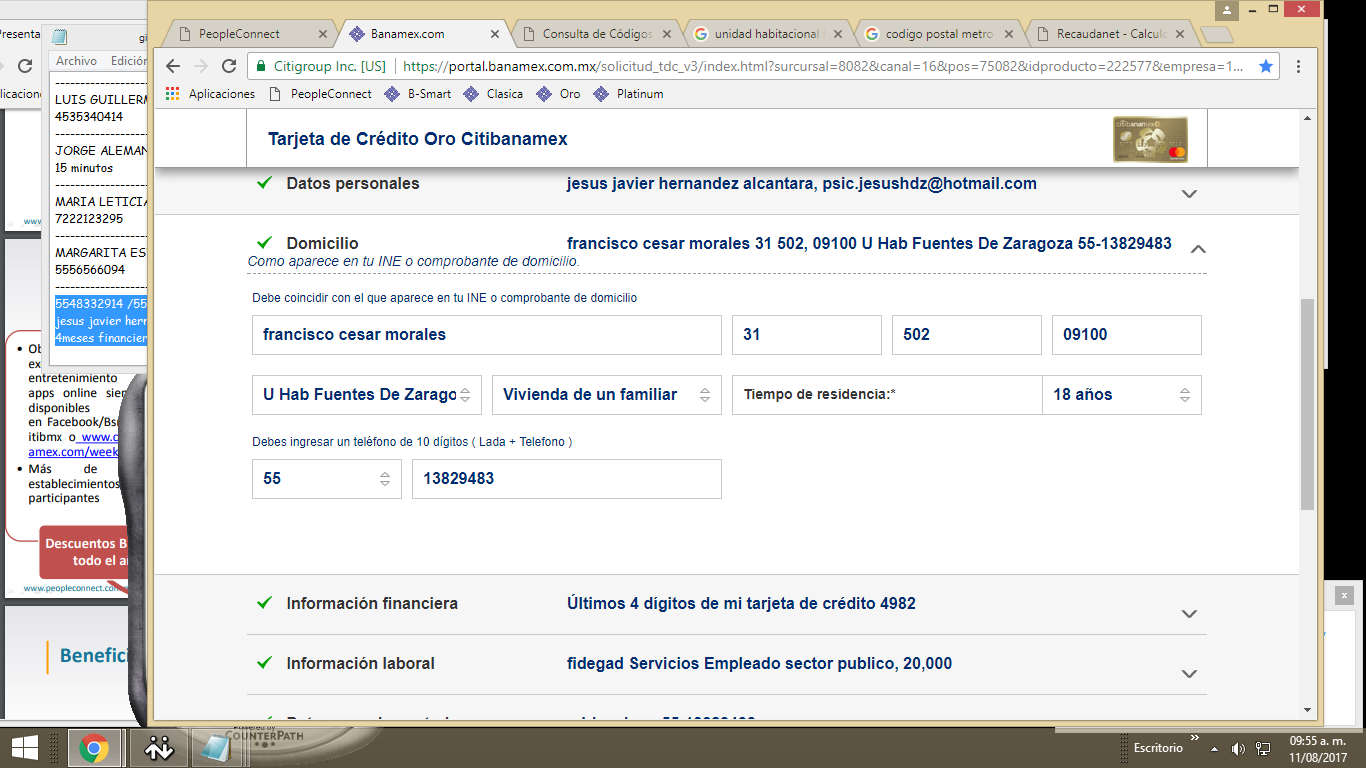 PeopleConnect
Banamex.com
Consulta de Códigos
unidad habitacional
codigo postal metro
Recaudanet - Calculo
Citigroup Inc. [US] https://portal.banamex.com.mx/solicitud_tdc_v3/index.html?surcursal=8082&canal=16&pos=75082&idproducto=222577&empresa=1...
Aplicaciones PeopleConnect B-Smart Clasica Oro Platinum
Archivo Edición
LUIS GUILLERM
4535340414
JORGE ALEMAN
15 minutos
MARIA LETICIA
7222123295
MARGARITA ES
5556566094
5548332914 /55
jesus javier herr
4meses financier
entretenimiento
apps online sien
disponibles
en Facebook/Bsn
itibmx o www.c
amex.com/week
Más de
establecimientos
participantes
Descuentos B
todo el añ
www.peopleconnect.com
Benefici
Tarjeta de Crédito Oro Citibanamex
citibanamex
Datos personales jesus javier hernandez alcantara, psic.jesushdz@hotmail.com
Domicilio francisco cesar morales 31 502, 09100 U Hab Fuentes De Zaragoza 55-13829483
Como aparece en tu INE o comprobante de domicilio.
Debe coincidir con el que aparece en tu INE o comprobante de domicilio
francisco cesar morales 31 502 09100
U Hab Fuentes De Zarago Vivienda de un familiar Tiempo de residencia:* 18 años
Debes ingresar un teléfono de 10 dígitos ( Lada + Telefono )
55 13829483
Información financiera Últimos 4 dígitos de mi tarjeta de crédito 4982
Información laboral fidegad Servicios Empleado sector publico, 20,000
Powered by
COUNTERPATH
Escritorio
09:55 a. m.
11/08/2017